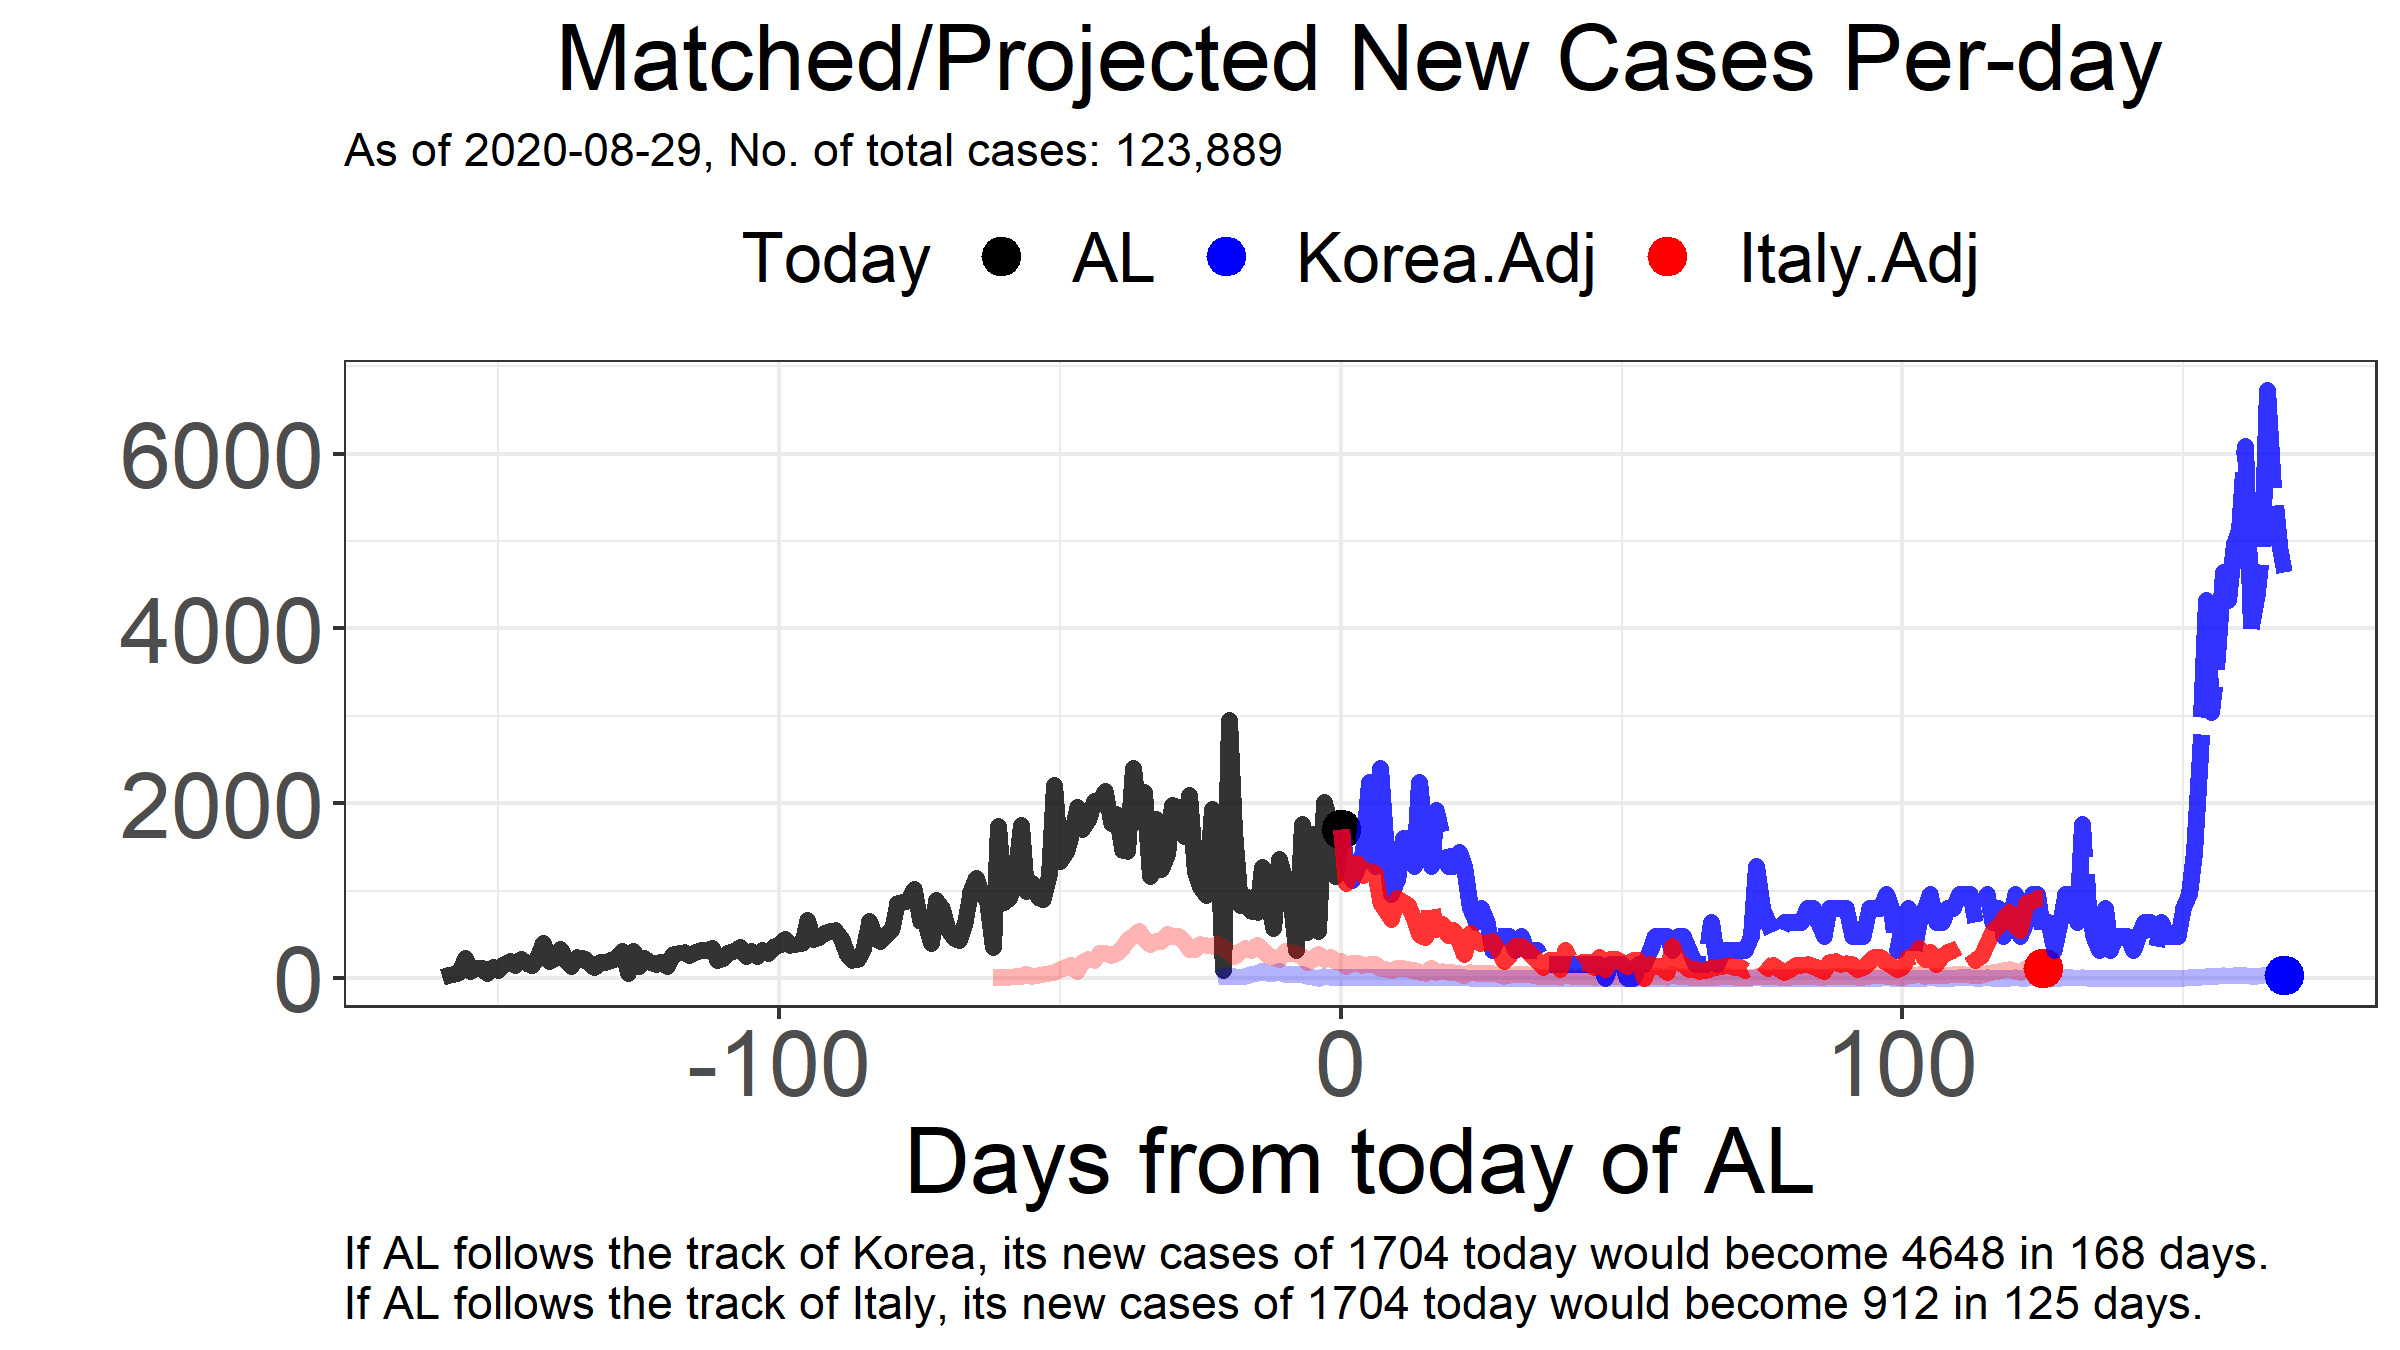 Matched/Projected New Cases Per-day
As of 2020-08-29, No. of total cases: 123,889
Today AL Korea.Adj Italy.Adj
6000
4000
2000
0
-100 0 100
Days from today of AL
If AL follows the track of Korea, its new cases of 1704 today would become 4648 in 168 days.
If AL follows the track of Italy, its new cases of 1704 today would become 912 in 125 days.